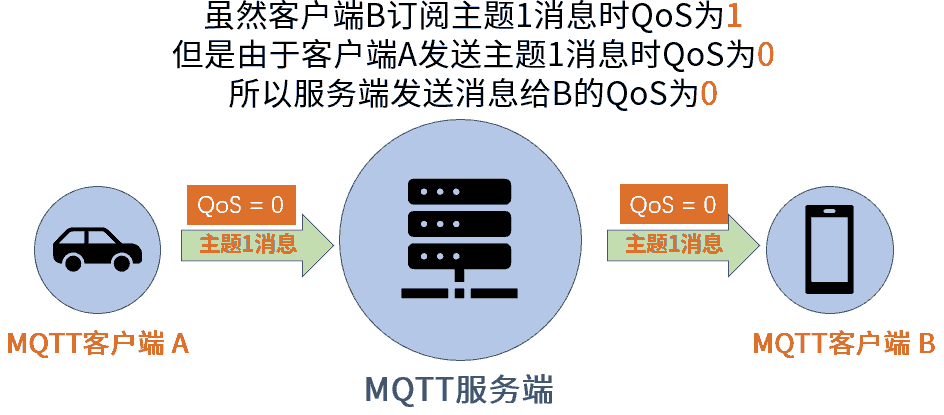 虽然客户端B订阅主题1消息时QoS为1
但是由于客户端A发送主题1消息时QoS为0
所以服务端发送消息给B的QoS为0
QoS = 0
主题1消息
QoS = 0
主题1消息
MQTT客户端 A
MQTT客户端 B
MQTT服务端